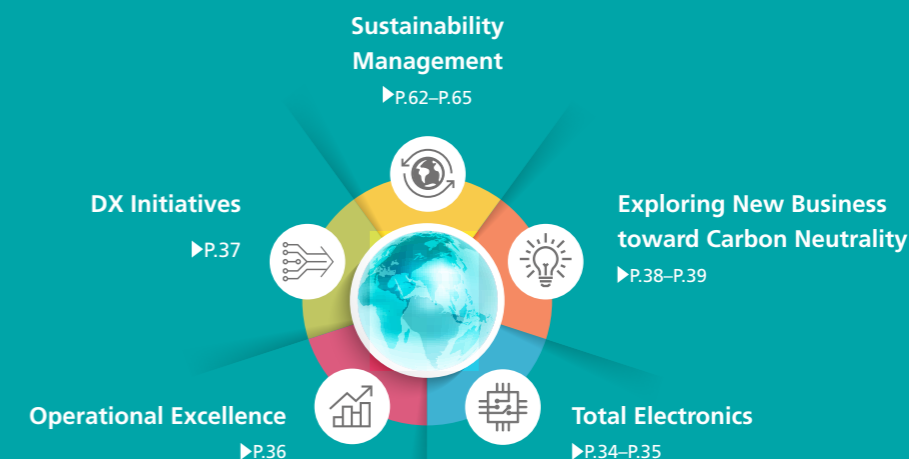 Sustainability
Management
▶P.62–P.65
DX Initiatives
▶P.37
Exploring New Business
toward Carbon Neutrality
▶P.38–P.39
Operational Excellence
▶P.36
Total Electronics
▶P.34–P.35